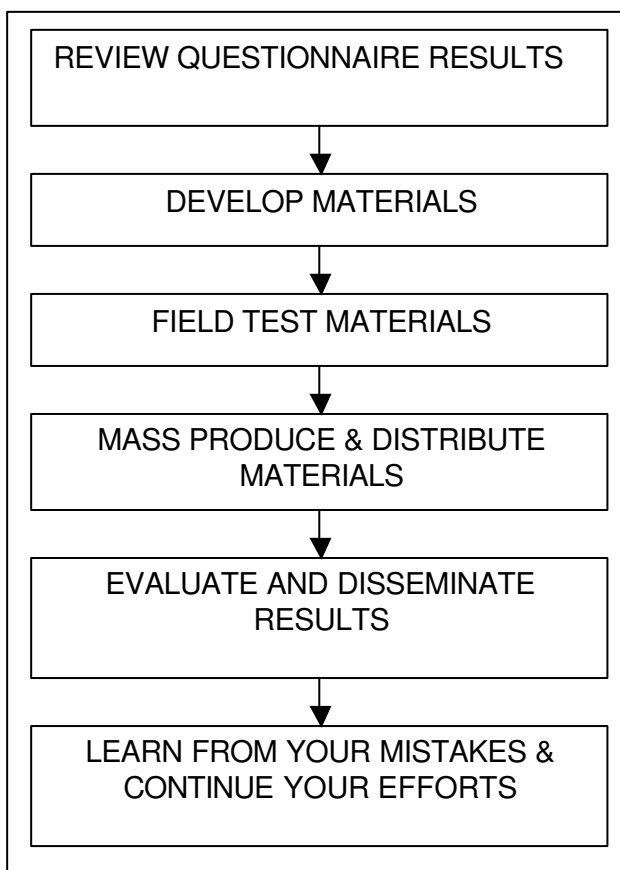 REVIEW QUESTIONNAIRE RESULTS
DEVELOP MATERIALS
FIELD TEST MATERIALS
MASS PRODUCE & DISTRIBUTE
MATERIALS
EVALUATE AND DISSEMINATE
RESULTS
LEARN FROM YOUR MISTAKES &
CONTINUE YOUR EFFORTS